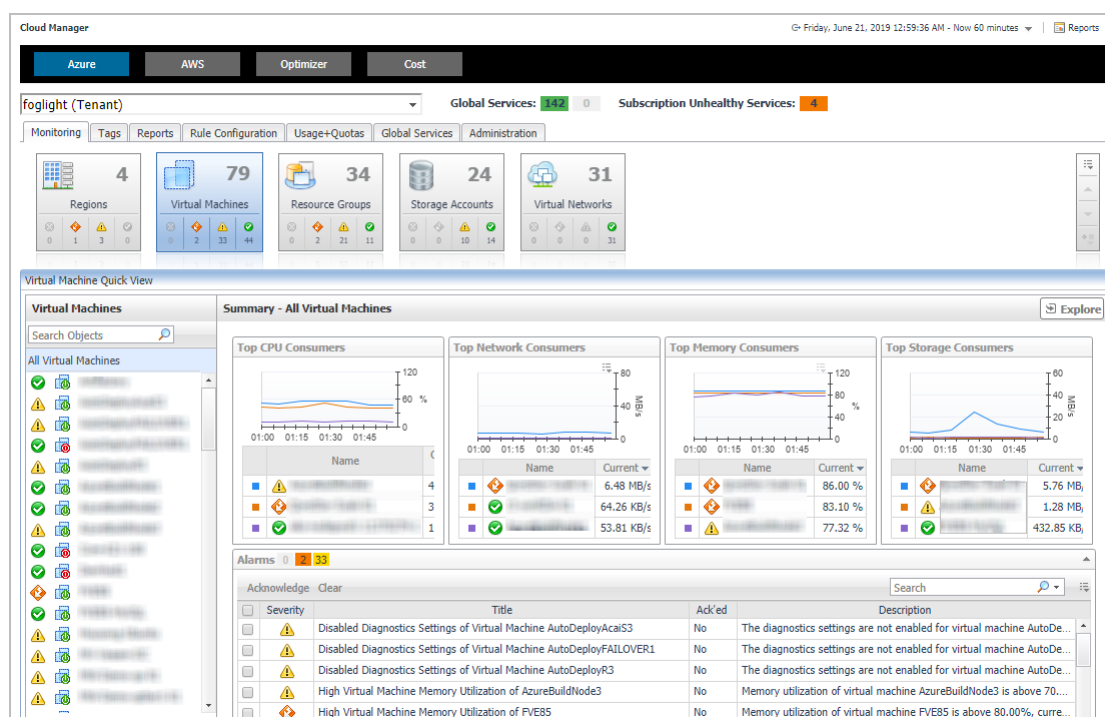 Cloud Manager
Friday, June 21, 2019 12:59:36 AM - Now 60 minutes
Reports
Azure AWS Optimizer Cost
foglight (Tenant)
Global Services: 142 0 Subscription Unhealthy Services: 4
Monitoring Tags Reports Rule Configuration Usage+Quotas Global Services Administration
4 79 34 24 31
Regions Virtual Machines Resource Groups Storage Accounts Virtual Networks
0 1 3 0 0 2 33 44 0 2 21 11 0 0 10 14 0 0 0 31
Virtual Machine Quick View
Virtual Machines
Summary - All Virtual Machines
Explore
Search Objects
All Virtual Machines
Top CPU Consumers
120
60 %
0
01:00 01:15 01:30 01:45
Name C
4
3
1
Top Network Consumers
80
40 MB/s
0
01:00 01:15 01:30 01:45
Name Current
6.48 MB/s
64.26 KB/s
53.81 KB/s
Top Memory Consumers
120
80
%
40
0
01:00 01:15 01:30 01:45
Name Current
86.00 %
83.10 %
77.32 %
Top Storage Consumers
60
40
MB/s
20
0
01:00 01:15 01:30 01:45
Name Current
5.76 MB,
1.28 MB,
432.85 KB,
Alarms 0 2 33
Acknowledge Clear
Search
Severity Title Ack'ed Description
Disabled Diagnostics Settings of Virtual Machine AutoDeployAcaiS3 No The diagnostics settings are not enabled for virtual machine AutoDe...
Disabled Diagnostics Settings of Virtual Machine AutoDeployFAILOVER1 No The diagnostics settings are not enabled for virtual machine AutoDe...
Disabled Diagnostics Settings of Virtual Machine AutoDeployR3 No The diagnostics settings are not enabled for virtual machine AutoDe...
High Virtual Machine Memory Utilization of AzureBuildNode3 No Memory utilization of virtual machine AzureBuildNode3 is above 70....
High Virtual Machine Memory Utilization of FVE85 No Memory utilization of virtual machine FVE85 is above 80.00%, curre...